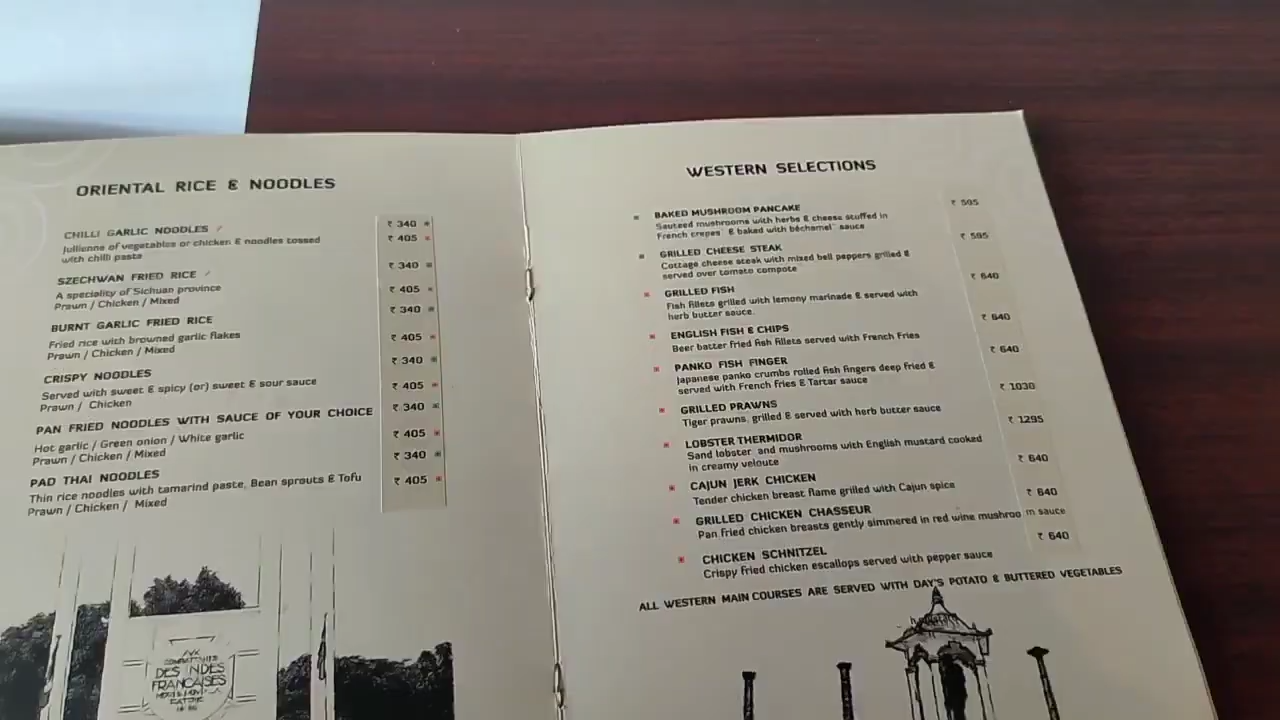 ORIENTAL RICE & NOODLES
CHILLI GARLIC NOODLES
₹ 340
Jullienne of vegetables or chicken & noodles tossed
₹ 405
with chilli paste
SZECHWAN FRIED RICE
₹ 340
A speciality of Sichuan province
₹ 405
Prawn / Chicken / Mixed
BURNT GARLIC FRIED RICE
₹ 340
Fried rice with browned garlic flakes
₹ 405
Prawn / Chicken / Mixed
CRISPY NOODLES
₹ 340
Served with sweet & spicy (or) sweet & sour sauce
₹ 405
Prawn / Chicken
PAN FRIED NOODLES WITH SAUCE OF YOUR CHOICE
₹ 340
Hot garlic / Green onion / White garlic
₹ 405
Prawn / Chicken / Mixed
PAD THAI NOODLES
₹ 340
Thin rice noodles with tamarind paste, Bean sprouts & Tofu
₹ 405
Prawn / Chicken / Mixed
DES INDES
FRANCAISES
WESTERN SELECTIONS
BAKED MUSHROOM PANCAKE
₹ 595
Sauteed mushrooms with herbs & cheese stuffed in
French crepes & baked with béchamel sauce
GRILLED CHEESE STEAK
₹ 595
Cottage cheese steak with mixed bell peppers grilled &
served over tomato compote
GRILLED FISH
₹ 640
Fish fillets grilled with lemony marinade & served with
herb butter sauce.
ENGLISH FISH & CHIPS
₹ 640
Beer batter fried fish fillets served with French Fries
PANKO FISH FINGER
₹ 640
Japanese panko crumbs rolled fish fingers deep fried &
served with French fries & Tartar sauce
GRILLED PRAWNS
₹ 1030
Tiger prawns, grilled & served with herb butter sauce
LOBSTER THERMIDOR
₹ 1295
Sand lobster and mushrooms with English mustard cooked
in creamy veloute
CAJUN JERK CHICKEN
₹ 640
Tender chicken breast flame grilled with Cajun spice
GRILLED CHICKEN CHASSEUR
₹ 640
Pan fried chicken breasts gently simmered in red wine mushroo m sauce
CHICKEN SCHNITZEL
₹ 640
Crispy fried chicken escallops served with pepper sauce
ALL WESTERN MAIN COURSES ARE SERVED WITH DAY'S POTATO & BUTTERED VEGETABLES